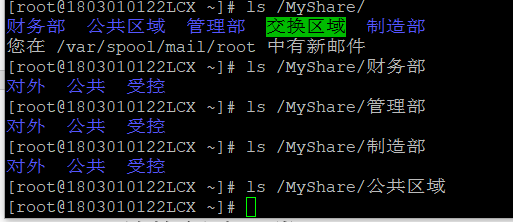 [root@1803010122LCX ~]# ls /MyShare/
财务部 公共区域 管理部 交换区域 制造部
您在 /var/spool/mail/root 中有新邮件
[root@1803010122LCX ~]# ls /MyShare/财务部
对外 公共 受控
[root@1803010122LCX ~]# ls /MyShare/管理部
对外 公共 受控
[root@1803010122LCX ~]# ls /MyShare/制造部
对外 公共 受控
[root@1803010122LCX ~]# ls /MyShare/公共区域
[root@1803010122LCX ~]#